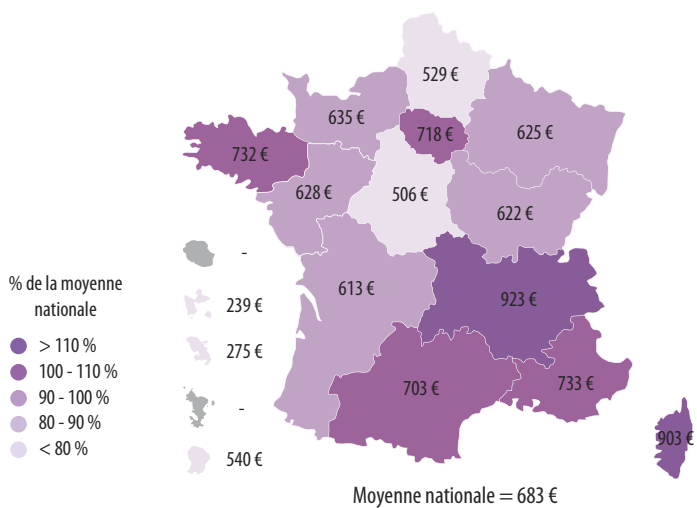 529 €
635 €
718 €
625 €
732 €
628 €
506 €
622 €
-
% de la moyenne
nationale
239 €
613 €
923 €
> 110 %
275 €
100 - 110 %
90 - 100 %
703 €
733 €
80 - 90 %
-
< 80 %
903 €
540 €
Moyenne nationale = 683 €